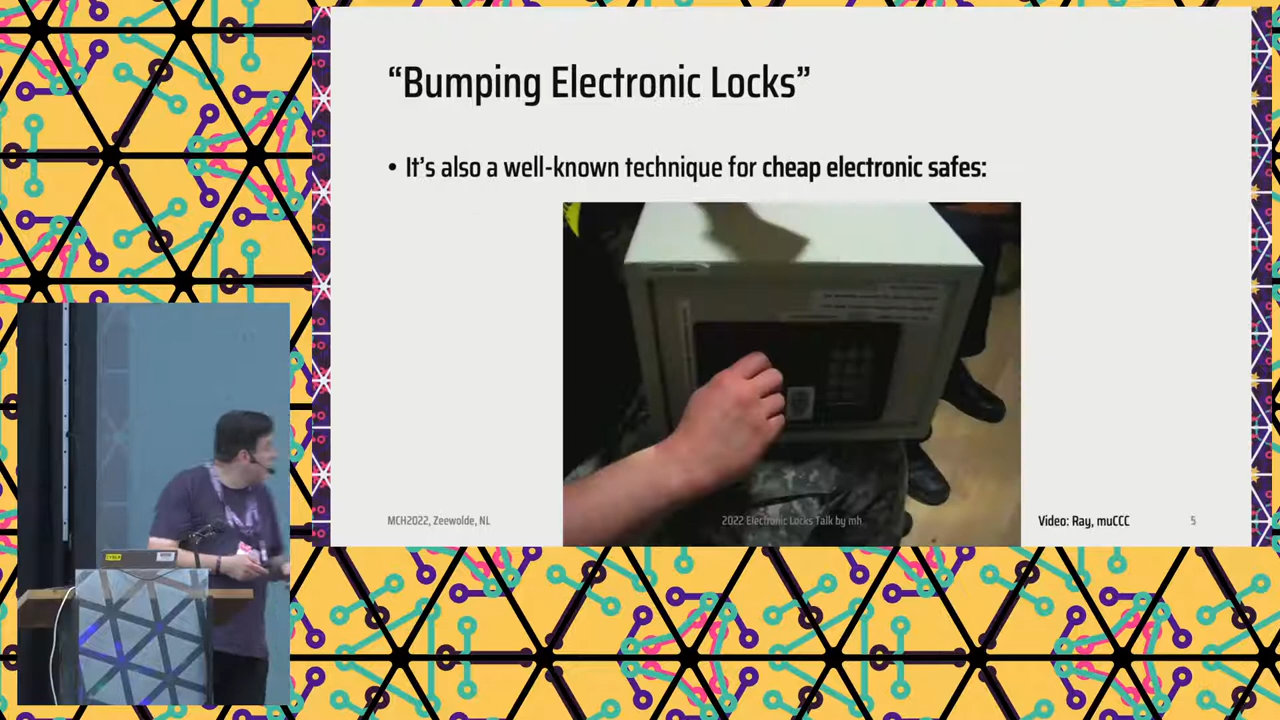 “Bumping Electronic Locks”
• It’s also a well-known technique for cheap electronic safes:
MCH2022, Zeewolde, NL
2022 Electronic Locks Talk by mh
Video: Ray, muCCC
5